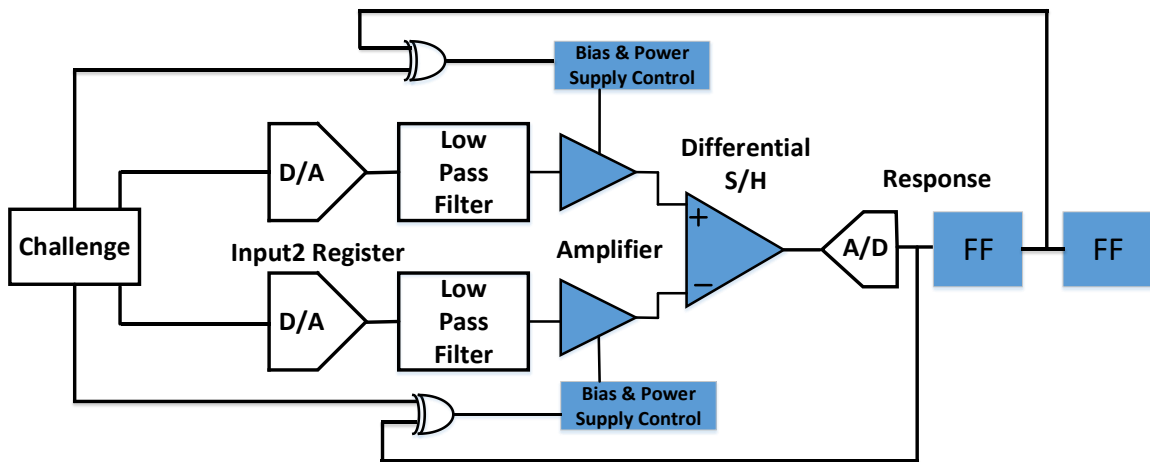 Bias & Power
Supply Control
D/A
Low
Pass
Filter
Differential
S/H
Response
Challenge
+
A/D
FF
FF
Input2 Register
Amplifier
−
D/A
Low
Pass
Filter
Bias & Power
Supply Control